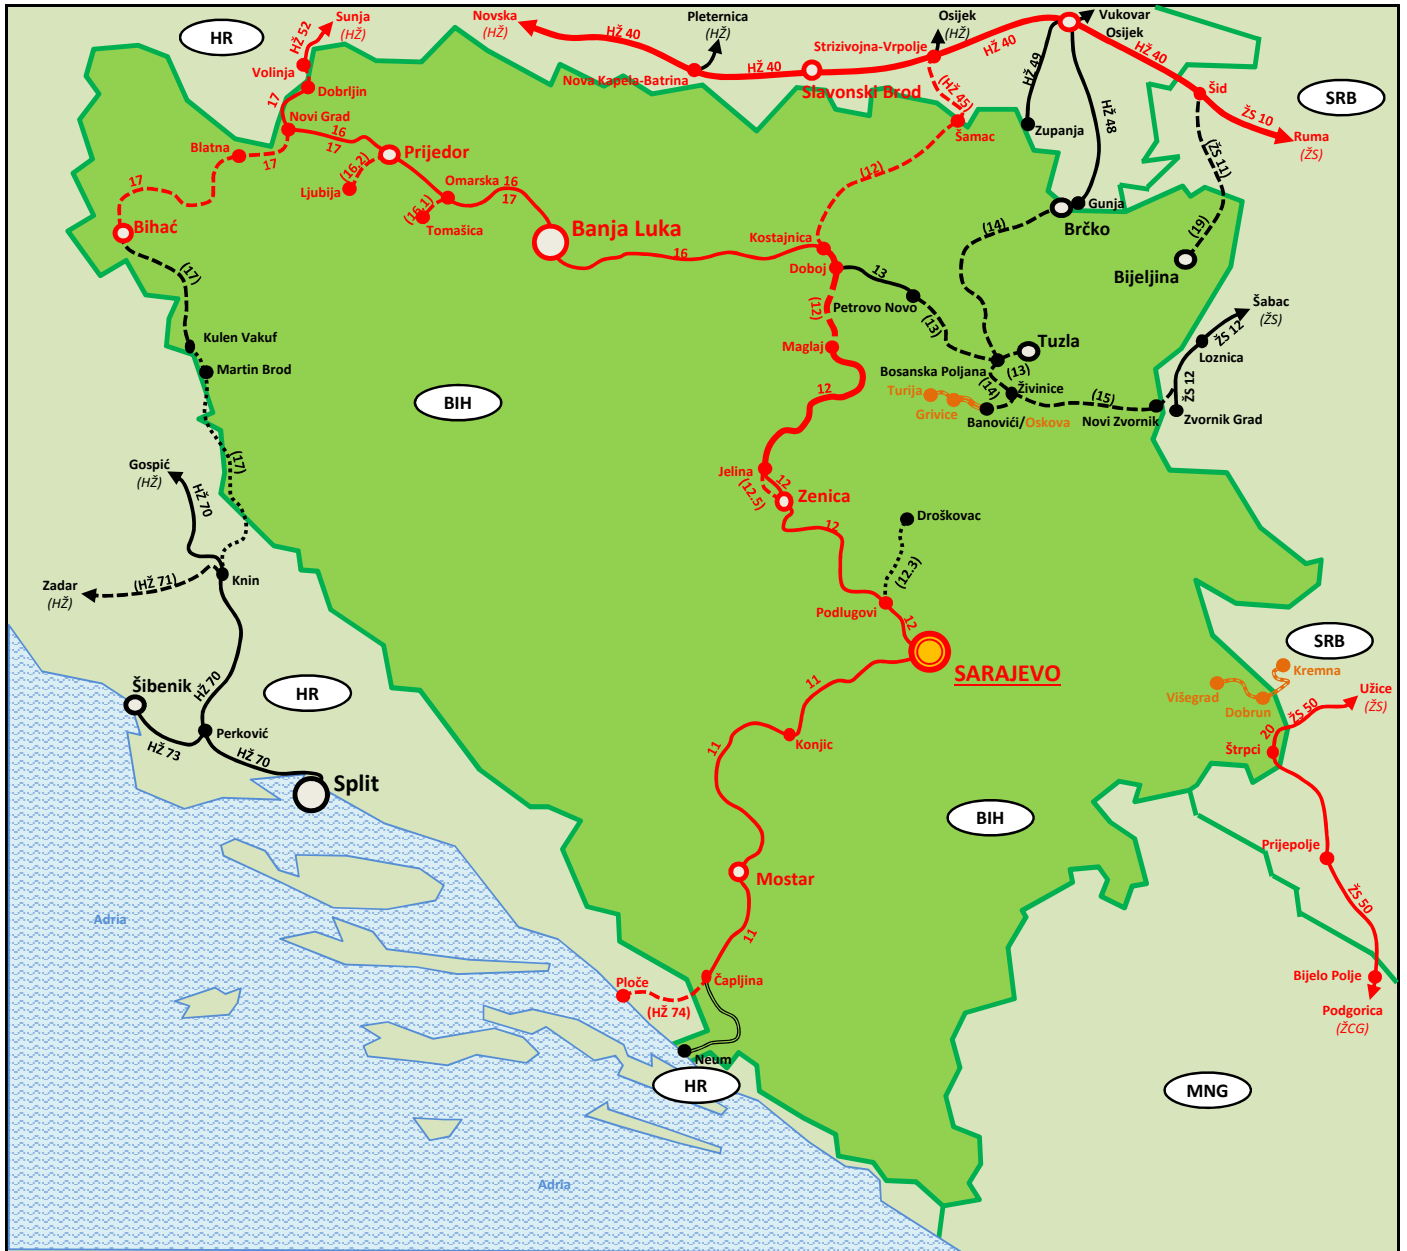 HR
HŽ 52
Sunja
(HŽ)
Novska
(HŽ)
HŽ 40
Pleternica
(HŽ)
Osijek
(HŽ)
Vukovar
Osijek
Strizivojna-Vrpolje
HŽ 40
HŽ 40
HŽ 40
Volinja
Nova Kapela-Batrina
Slavonski Brod
HŽ 49
HŽ 48
Šid
SRB
ŽS 10
Ruma
(ŽS)
17
Dobrljin
Novi Grad
(HŽ 45)
Šamac
Zupanja
(ŽS 11)
Blatna
17
16
17
Prijedor
(16.2)
Ljubija
Omarska
16
17
(16.1)
Tomašica
(12)
17
Bihać
Banja Luka
16
Kostajnica
Doboj
13
(14)
Gunja
Brčko
(19)
Bijeljina
(17)
Petrovo Novo
(12)
(13)
Kulen Vakuf
Martin Brod
Maglaj
Tuzla
Bosanska Poljana
(13)
Šabac
(ŽS)
ŽS 12
Loznica
ŽS 12
BIH
12
Turija
Grivice
(14)
Živinice
Banovići/Oskova
(15)
Novi Zvornik
Zvornik Grad
Gospić
(HŽ)
HŽ 70
(17)
Jelina
12
(12.5)
Zenica
12
Droškovac
(12.3)
Zadar
(HŽ)
(HŽ 71)
Knin
Podlugovi
12
SARAJEVO
SRB
Kremna
Višegrad
Dobrun
Užice
(ŽS)
ŽS 50
20
Štrpci
Šibenik
HŽ 70
HR
11
Konjic
11
HŽ 73
Perković
HŽ 70
Split
BIH
Prijepolje
Mostar
ŽS 50
Adria
11
Čapljina
Ploče
(HŽ 74)
Bijelo Polje
Podgorica
(ŽCG)
Neum
HR
MNG
Adria